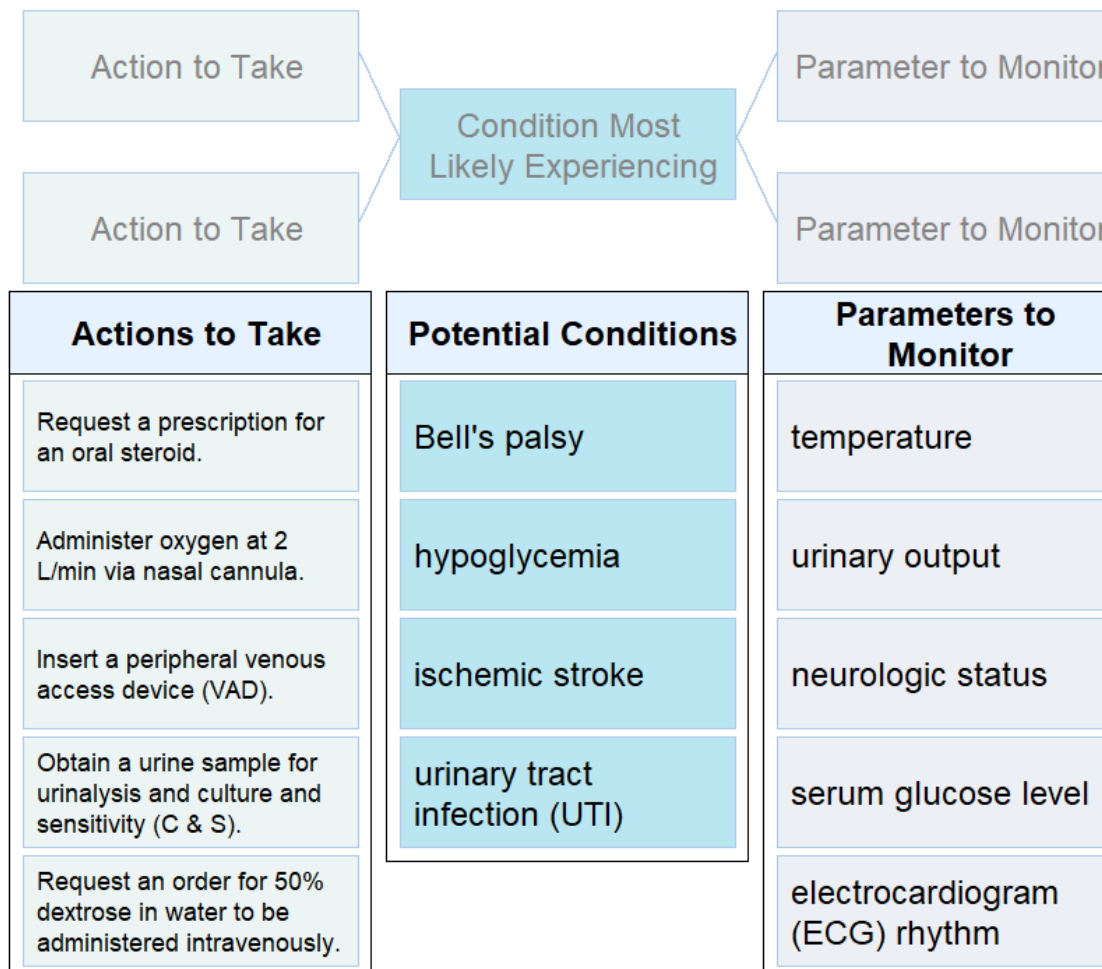 Action to Take
Parameter to Monitor
Condition Most
Likely Experiencing
Action to Take
Parameter to Monitor
Actions to Take
Request a prescription for
an oral steroid.
Administer oxygen at 2
L/min via nasal cannula.
Insert a peripheral venous
access device (VAD).
Obtain a urine sample for
urinalysis and culture and
sensitivity (C & S).
Request an order for 50%
dextrose in water to be
administered intravenously.
Potential Conditions
Bell's palsy
hypoglycemia
ischemic stroke
urinary tract
infection (UTI)
Parameters to
Monitor
temperature
urinary output
neurologic status
serum glucose level
electrocardiogram
(ECG) rhythm